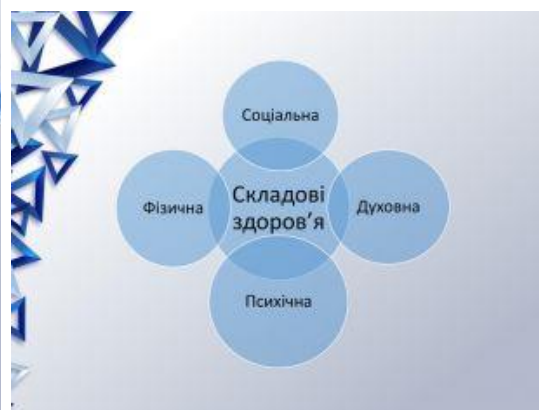 Соціальна
Фізична
Складові
здоров'я
Духовна
Психічна